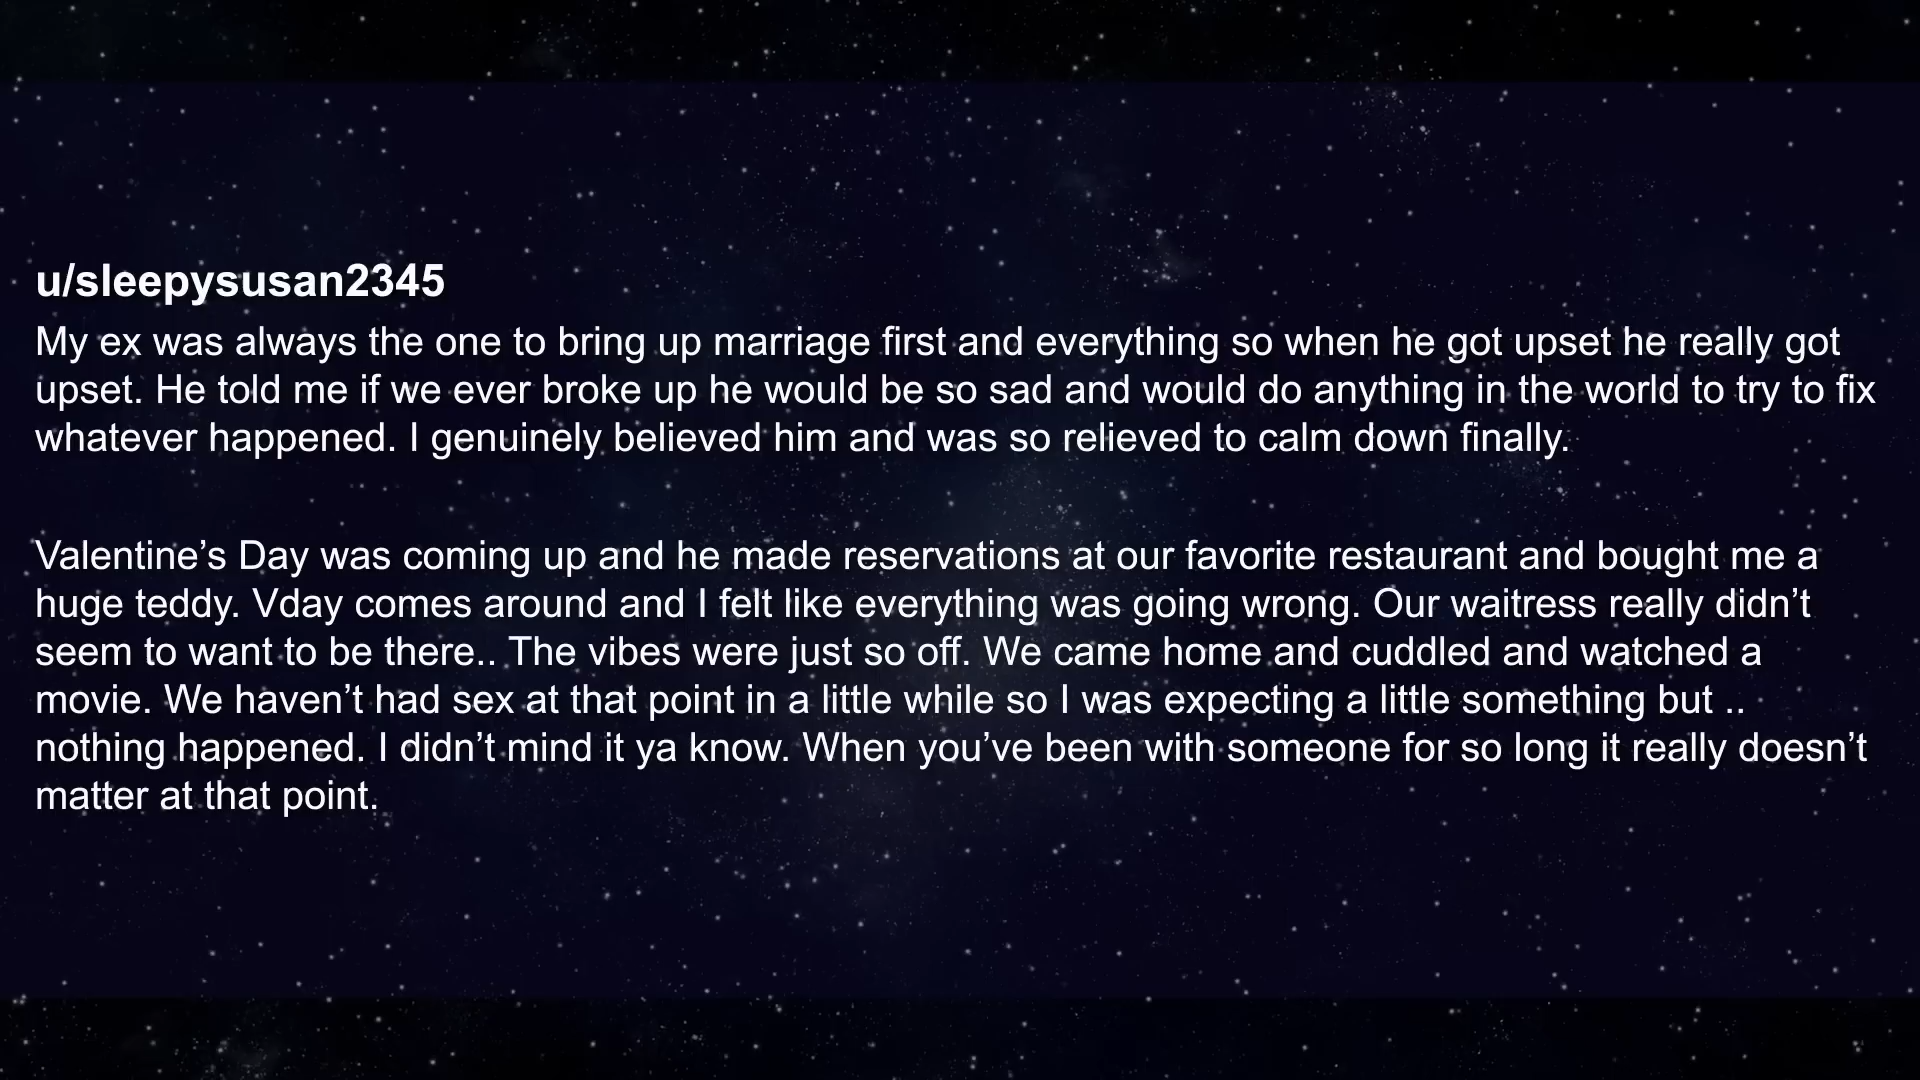 u/sleepysusan2345
My ex was always the one to bring up marriage first and everything so when he got upset he really got
upset. He told me if we ever broke up he would be so sad and would do anything in the world to try to fix
whatever happened. I genuinely believed him and was so relieved to calm down finally.
Valentine’s Day was coming up and he made reservations at our favorite restaurant and bought me a
huge teddy. Vday comes around and I felt like everything was going wrong. Our waitress really didn’t
seem to want to be there.. The vibes were just so off. We came home and cuddled and watched a
movie. We haven’t had sex at that point in a little while so I was expecting a little something but ..
nothing happened. I didn’t mind it ya know. When you’ve been with someone for so long it really doesn’t
matter at that point.